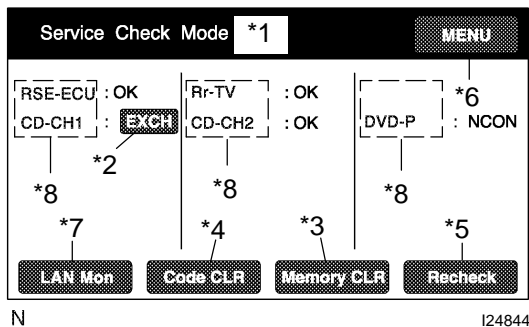 Service Check Mode *1 MENU
*6
RSE-ECU : OK Rr-TV : OK
CD-CH1 : EXCH CD-CH2 : OK DVD-P : NCON
*2
*8 *8 *8
*7 *4 *3 *5
LAN Mon Code CLR Memory CLR Recheck
N I24844